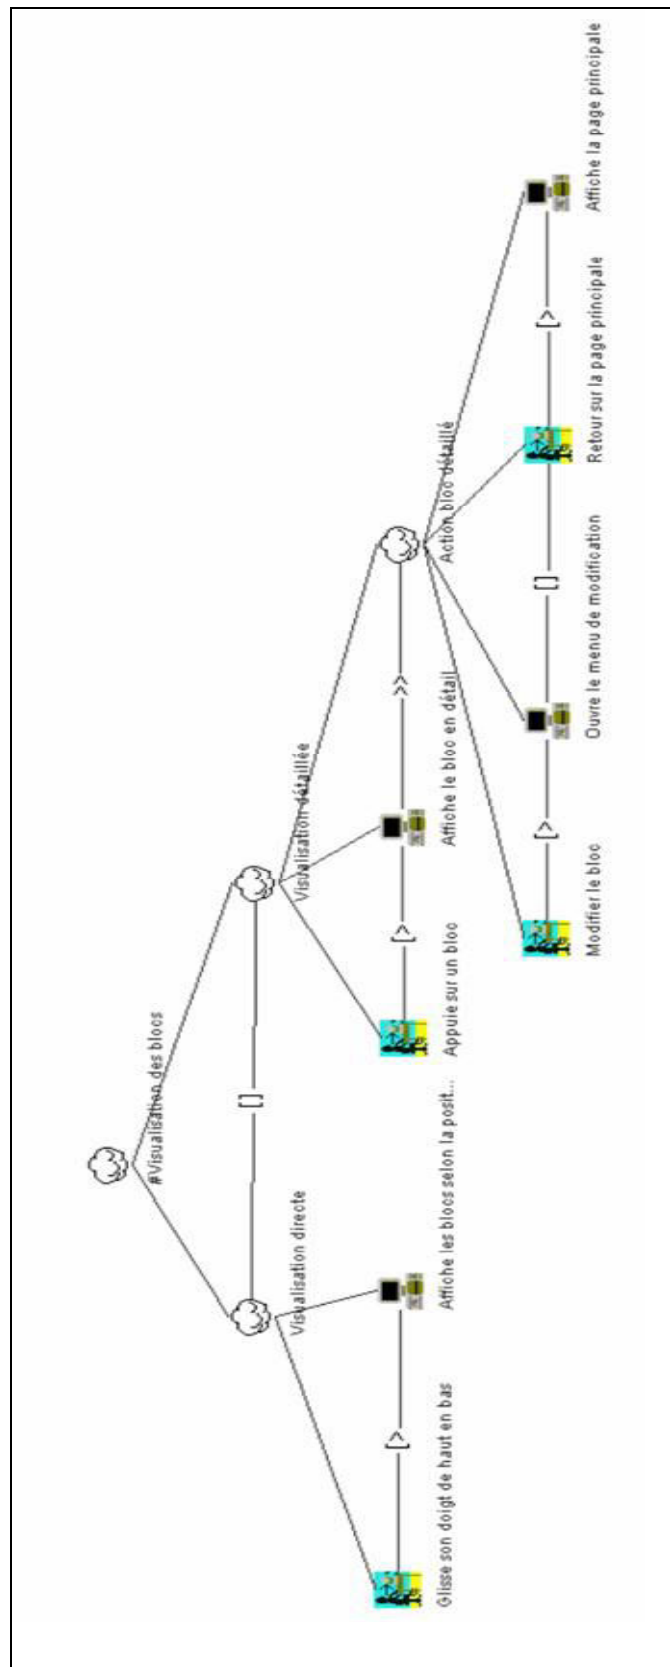 #Visualisation des blocs
Visualisation directe
[]
Visualisation détaillée
Glisse son doigt de haut en bas
[>
Affiche les blocs selon la posit...
Appuie sur un bloc
[>
Affiche le bloc en détail
>>
Action bloc détaillé
Modifier le bloc
[>
Ouvre le menu de modification
[]
Retour sur la page principale
[>
Affiche la page principale